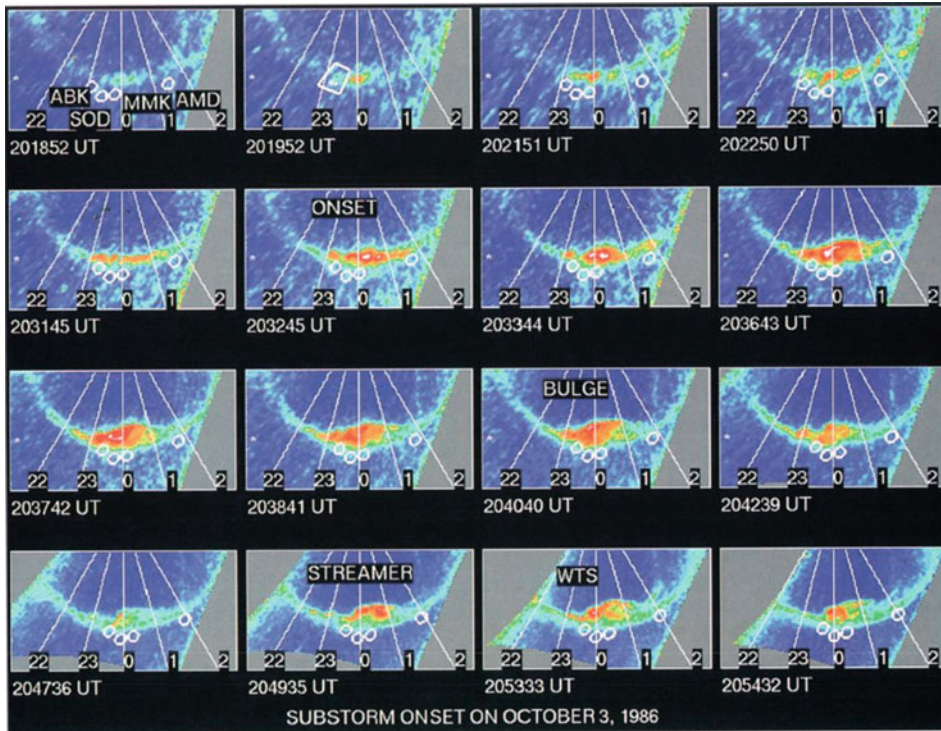 ABK MMK AMD
SOD
22 23 0 1 2
22 23 0 1 2
22 23 0 1 2
22 23 0 1 2
201852 UT 201952 UT 202151 UT 202250 UT
ONSET
22 23 0 1 2
22 23 0 1 2
22 23 0 1 2
22 23 0 1 2
203145 UT 203245 UT 203344 UT 203643 UT
BULGE
22 23 0 1 2
22 23 0 1 2
22 23 0 1 2
22 23 0 1 2
203742 UT 203841 UT 204040 UT 204239 UT
STREAMER WTS
22 23 0 1 2
22 23 0 1 2
22 23 0 1 2
22 23 0 1 2
204736 UT 204935 UT 205333 UT 205432 UT
SUBSTORM ONSET ON OCTOBER 3, 1986